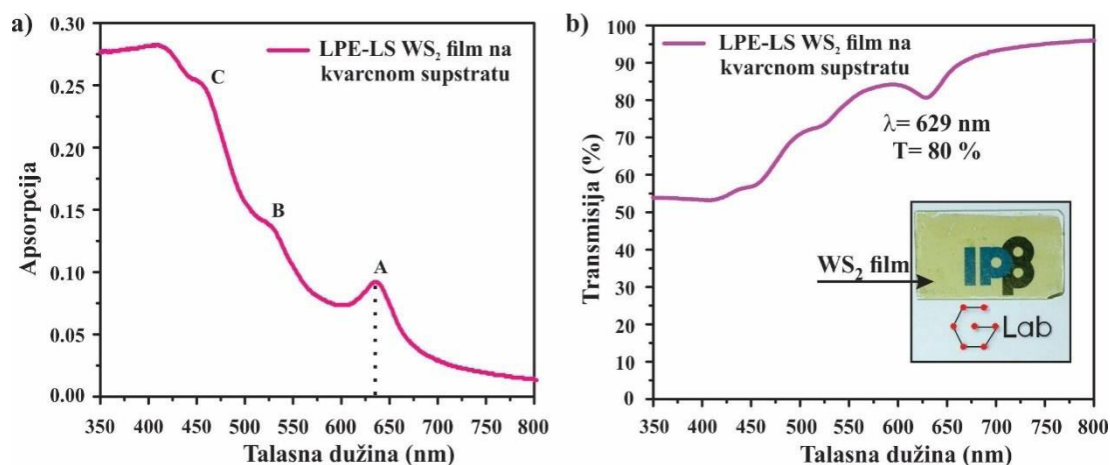 a)
0.30
0.25
0.20
0.15
0.10
0.05
0.00
Apsorpcija
LPE-LS WS₂ film na
kvarcnom supstratu
C
B
A
350 400 450 500 550 600 650 700 750 800
Talasna dužina (nm)
b)
100
90
80
70
60
50
40
30
20
10
0
Transmisija (%)
LPE-LS WS₂ film na
kvarcnom supstratu
λ= 629 nm
T= 80 %
WS₂ film
IPB
G Lab
350 400 450 500 550 600 650 700 750 800
Talasna dužina (nm)